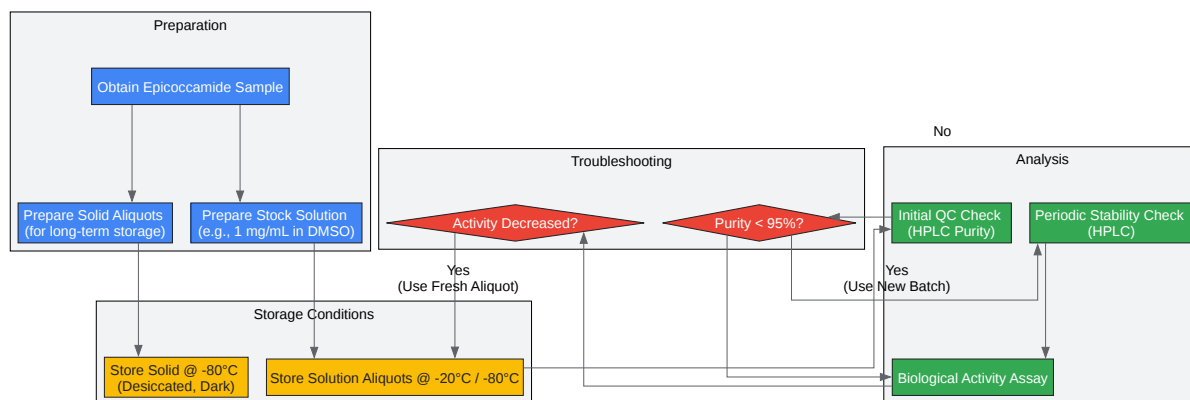 Preparation
Obtain Epicoccamide Sample
Prepare Solid Aliquots
(for long-term storage)
Prepare Stock Solution
(e.g., 1 mg/mL in DMSO)
Troubleshooting
Activity Decreased?
Purity < 95%?
No
Analysis
Initial QC Check
(HPLC Purity)
Periodic Stability Check
(HPLC)
Yes
(Use Fresh Aliquot)
Yes
(Use New Batch)
Storage Conditions
Store Solid @ -80°C
(Desiccated, Dark)
Store Solution Aliquots @ -20°C / -80°C
Biological Activity Assay